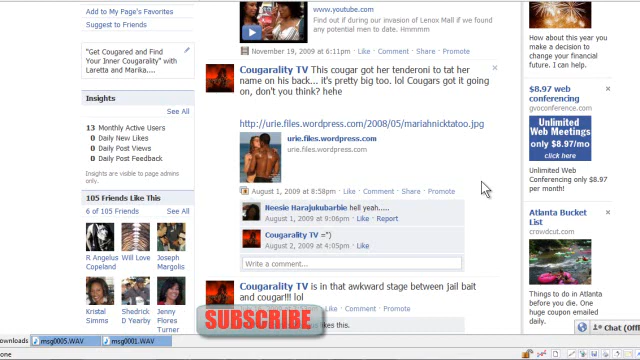 Add to My Page's Favorites
Suggest to Friends
"Get Cougared and Find
Your Inner Cougarality" with
Laretta and Marika....
Insights
See All
13 Monthly Active Users
0 Daily New Likes
0 Daily Post Views
0 Daily Post Feedback
Insights are visible to page admins
only.
105 Friends Like This
6 of 105 Friends
See All
R Angelus
Copeland
Will Love
Joseph
Margolis
Kristal
Simms
Shedrick
D Yearby
Jenny
Flores
Turner
www.youtube.com
Find out if during our invasion of Lenox Mall if we found
any potential men to date. Hmmmm
November 19, 2009 at 6:11pm · Like · Comment · Share · Promote
Cougarality TV This cougar got her tenderoni to tat her
name on his back... it's pretty big too. lol Cougars got it going
on, don't you think? hehe
http://urie.files.wordpress.com/2008/05/mariahnicktatoo.jpg
urie.files.wordpress.com
urie.files.wordpress.com
August 1, 2009 at 8:58pm · Like · Comment · Share · Promote
Neesie Harajukubarbie hell yeah.....
August 1, 2009 at 9:06pm · Like · Report
Cougarality TV =")
August 2, 2009 at 4:05pm · Like
Write a comment...
Cougarality TV is in that awkward stage between jail bait
and cougar!!! lol
Like · Comment · Promote
us likes this.
SUBSCRIBE
How about this year you
make a decision to
change your financial
future. I can help.
$8.97 web
conferencing
gvoconference.com
Unlimited
Web Meetings
only $8.97/mo
click here
Unlimited Web
Conferencing only $8.97
per month!
Atlanta Bucket
List
crowdcut.com
Things to do in Atlanta
before you die. One
huge coupon emailed
daily.
Chat (Offl
ownloads
msg0005.WAV
msg0001.WAV
one